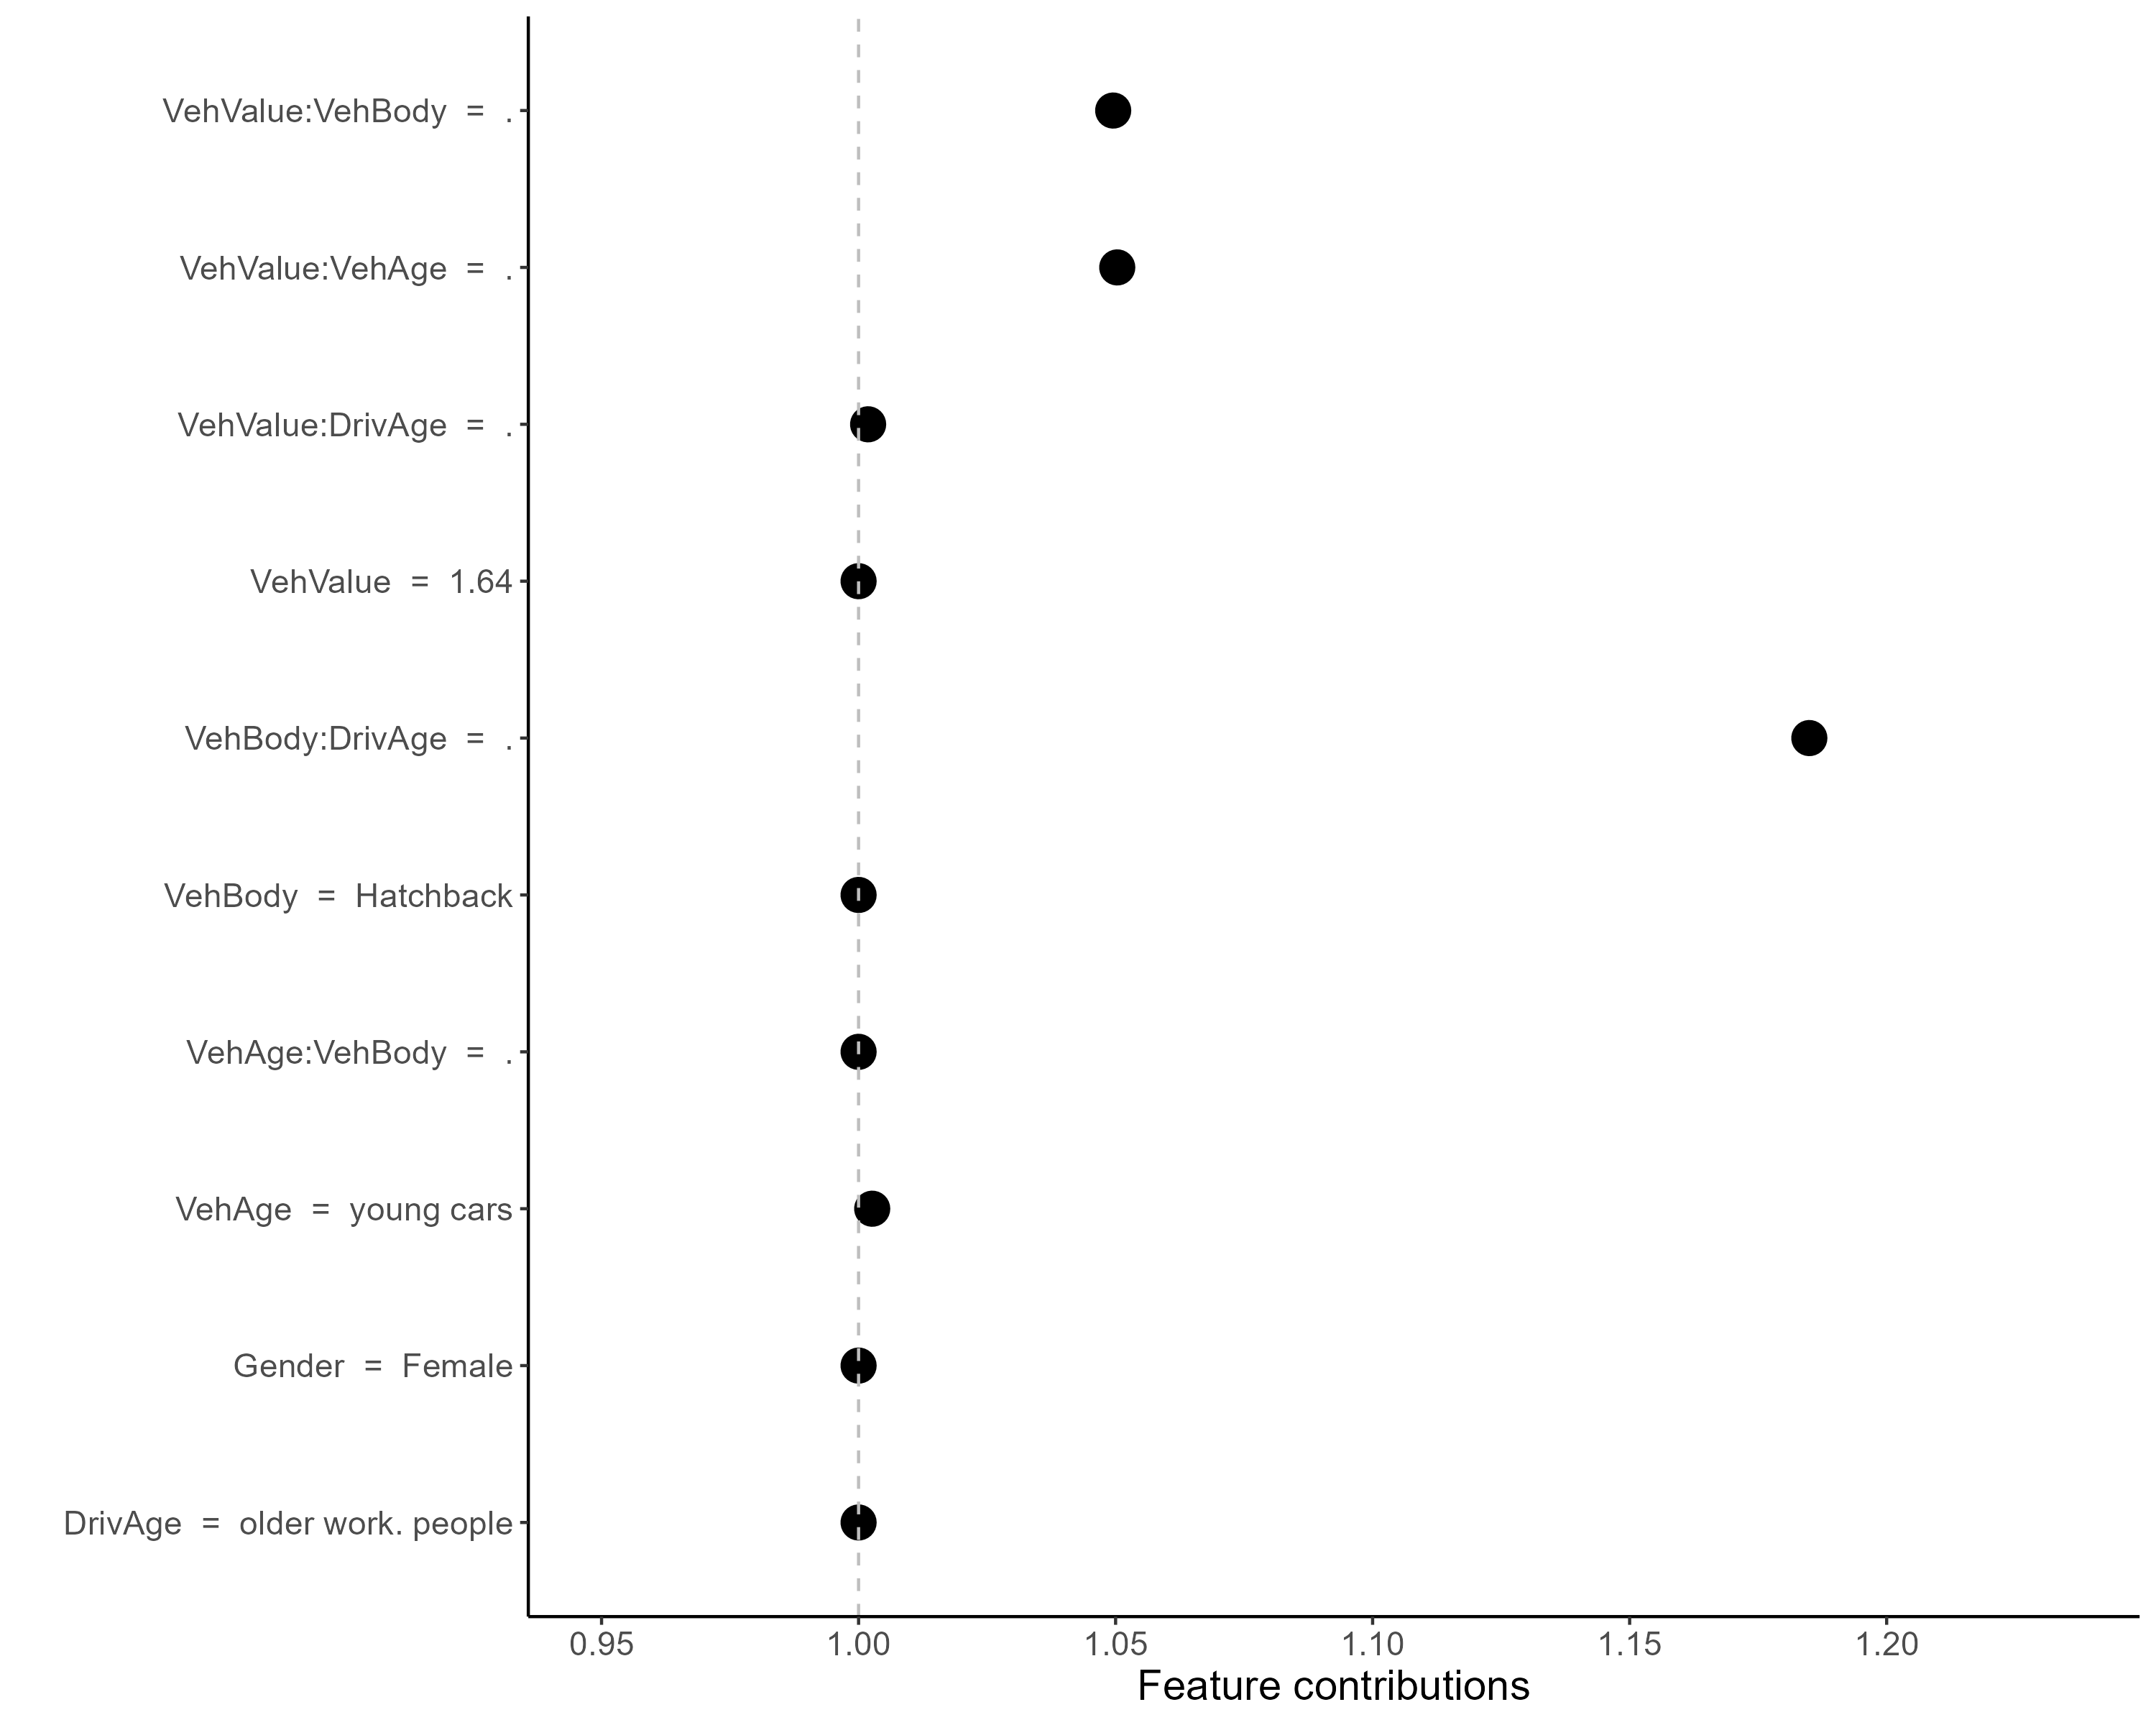 VehValue:VehBody = .
VehValue:VehAge = .
VehValue:DrivAge = .
VehValue = 1.64
VehBody:DrivAge = .
VehBody = Hatchback
VehAge:VehBody = .
VehAge = young cars
Gender = Female
DrivAge = older work. people
0.95 1.00 1.05 1.10 1.15 1.20
Feature contributions